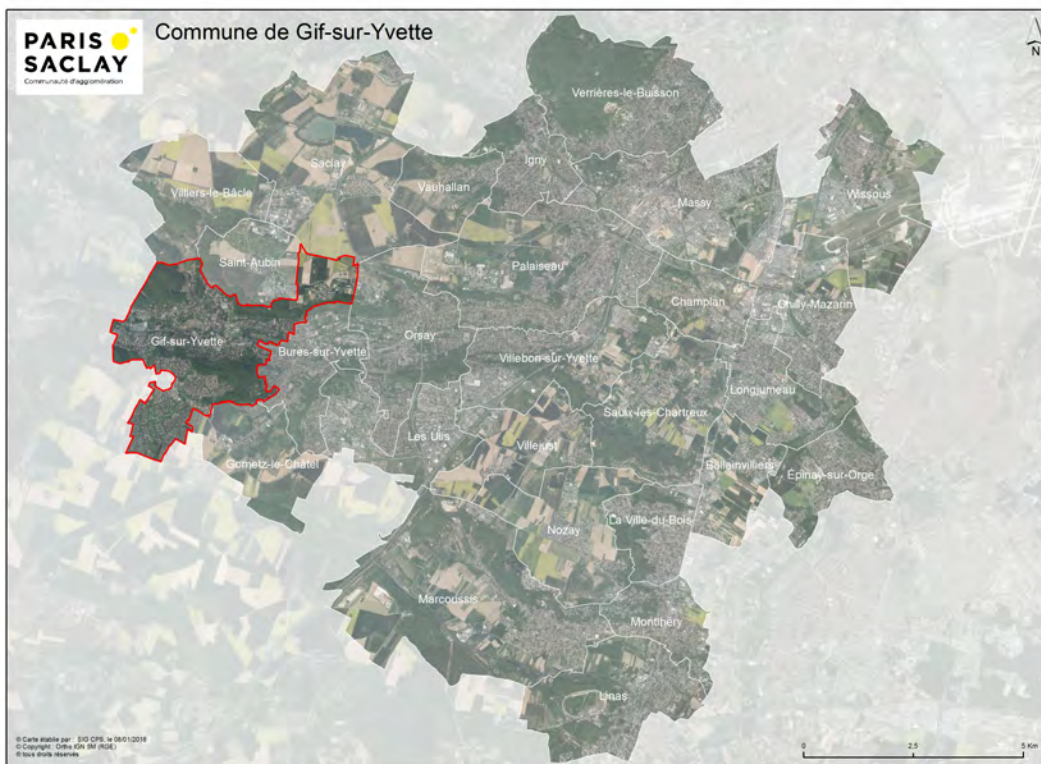 PARIS
SACLAY
Communauté d'agglomération
Commune de Gif-sur-Yvette
N
Verrières-le-Buisson
Igny
Saclay
Vauhallan
Villiers-le-Bâcle
Massy
Wissous
Saint-Aubin
Palaiseau
Champlan
Chilly-Mazarin
Gif-sur-Yvette
Bures-sur-Yvette
Orsay
Villebon-sur-Yvette
Longjumeau
Saulx-les-Chartreux
Les Ulis
Villejust
Gometz-le-Châtel
Ballainvilliers
Épinay-sur-Orge
La Ville-du-Bois
Nozay
Marcoussis
Montlhéry
Linas
© Carte établie par : SIG CPS, le 08/01/2018
© Copyright : Ortho IGN 5M (RGE)
® tous droits réservés
0 2,5 5 Km